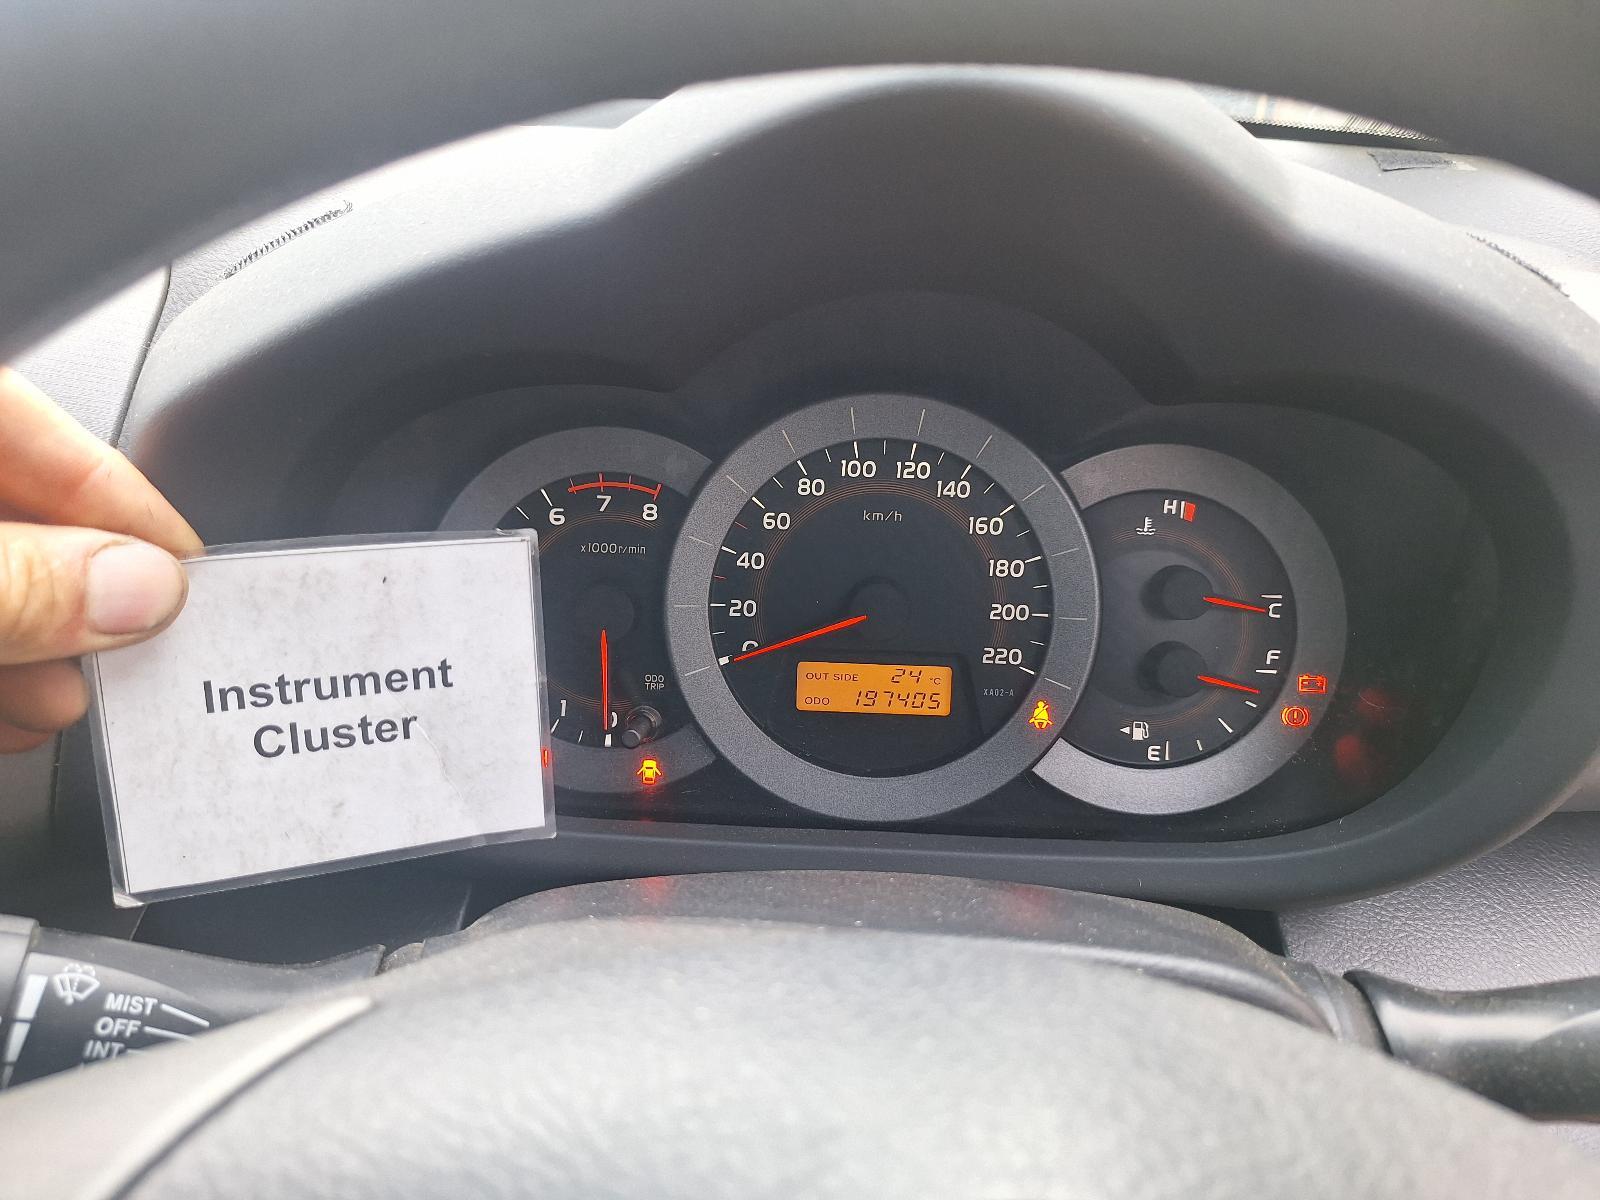 Instrument
Cluster
6
7
8
x1000r/min
1
0
ODO
TRIP
0
20
40
60
80
100
120
140
160
180
200
220
km/h
OUT SIDE 24 °C
ODO 197405
XA02-A
H
C
F
E
MIST
OFF
INT